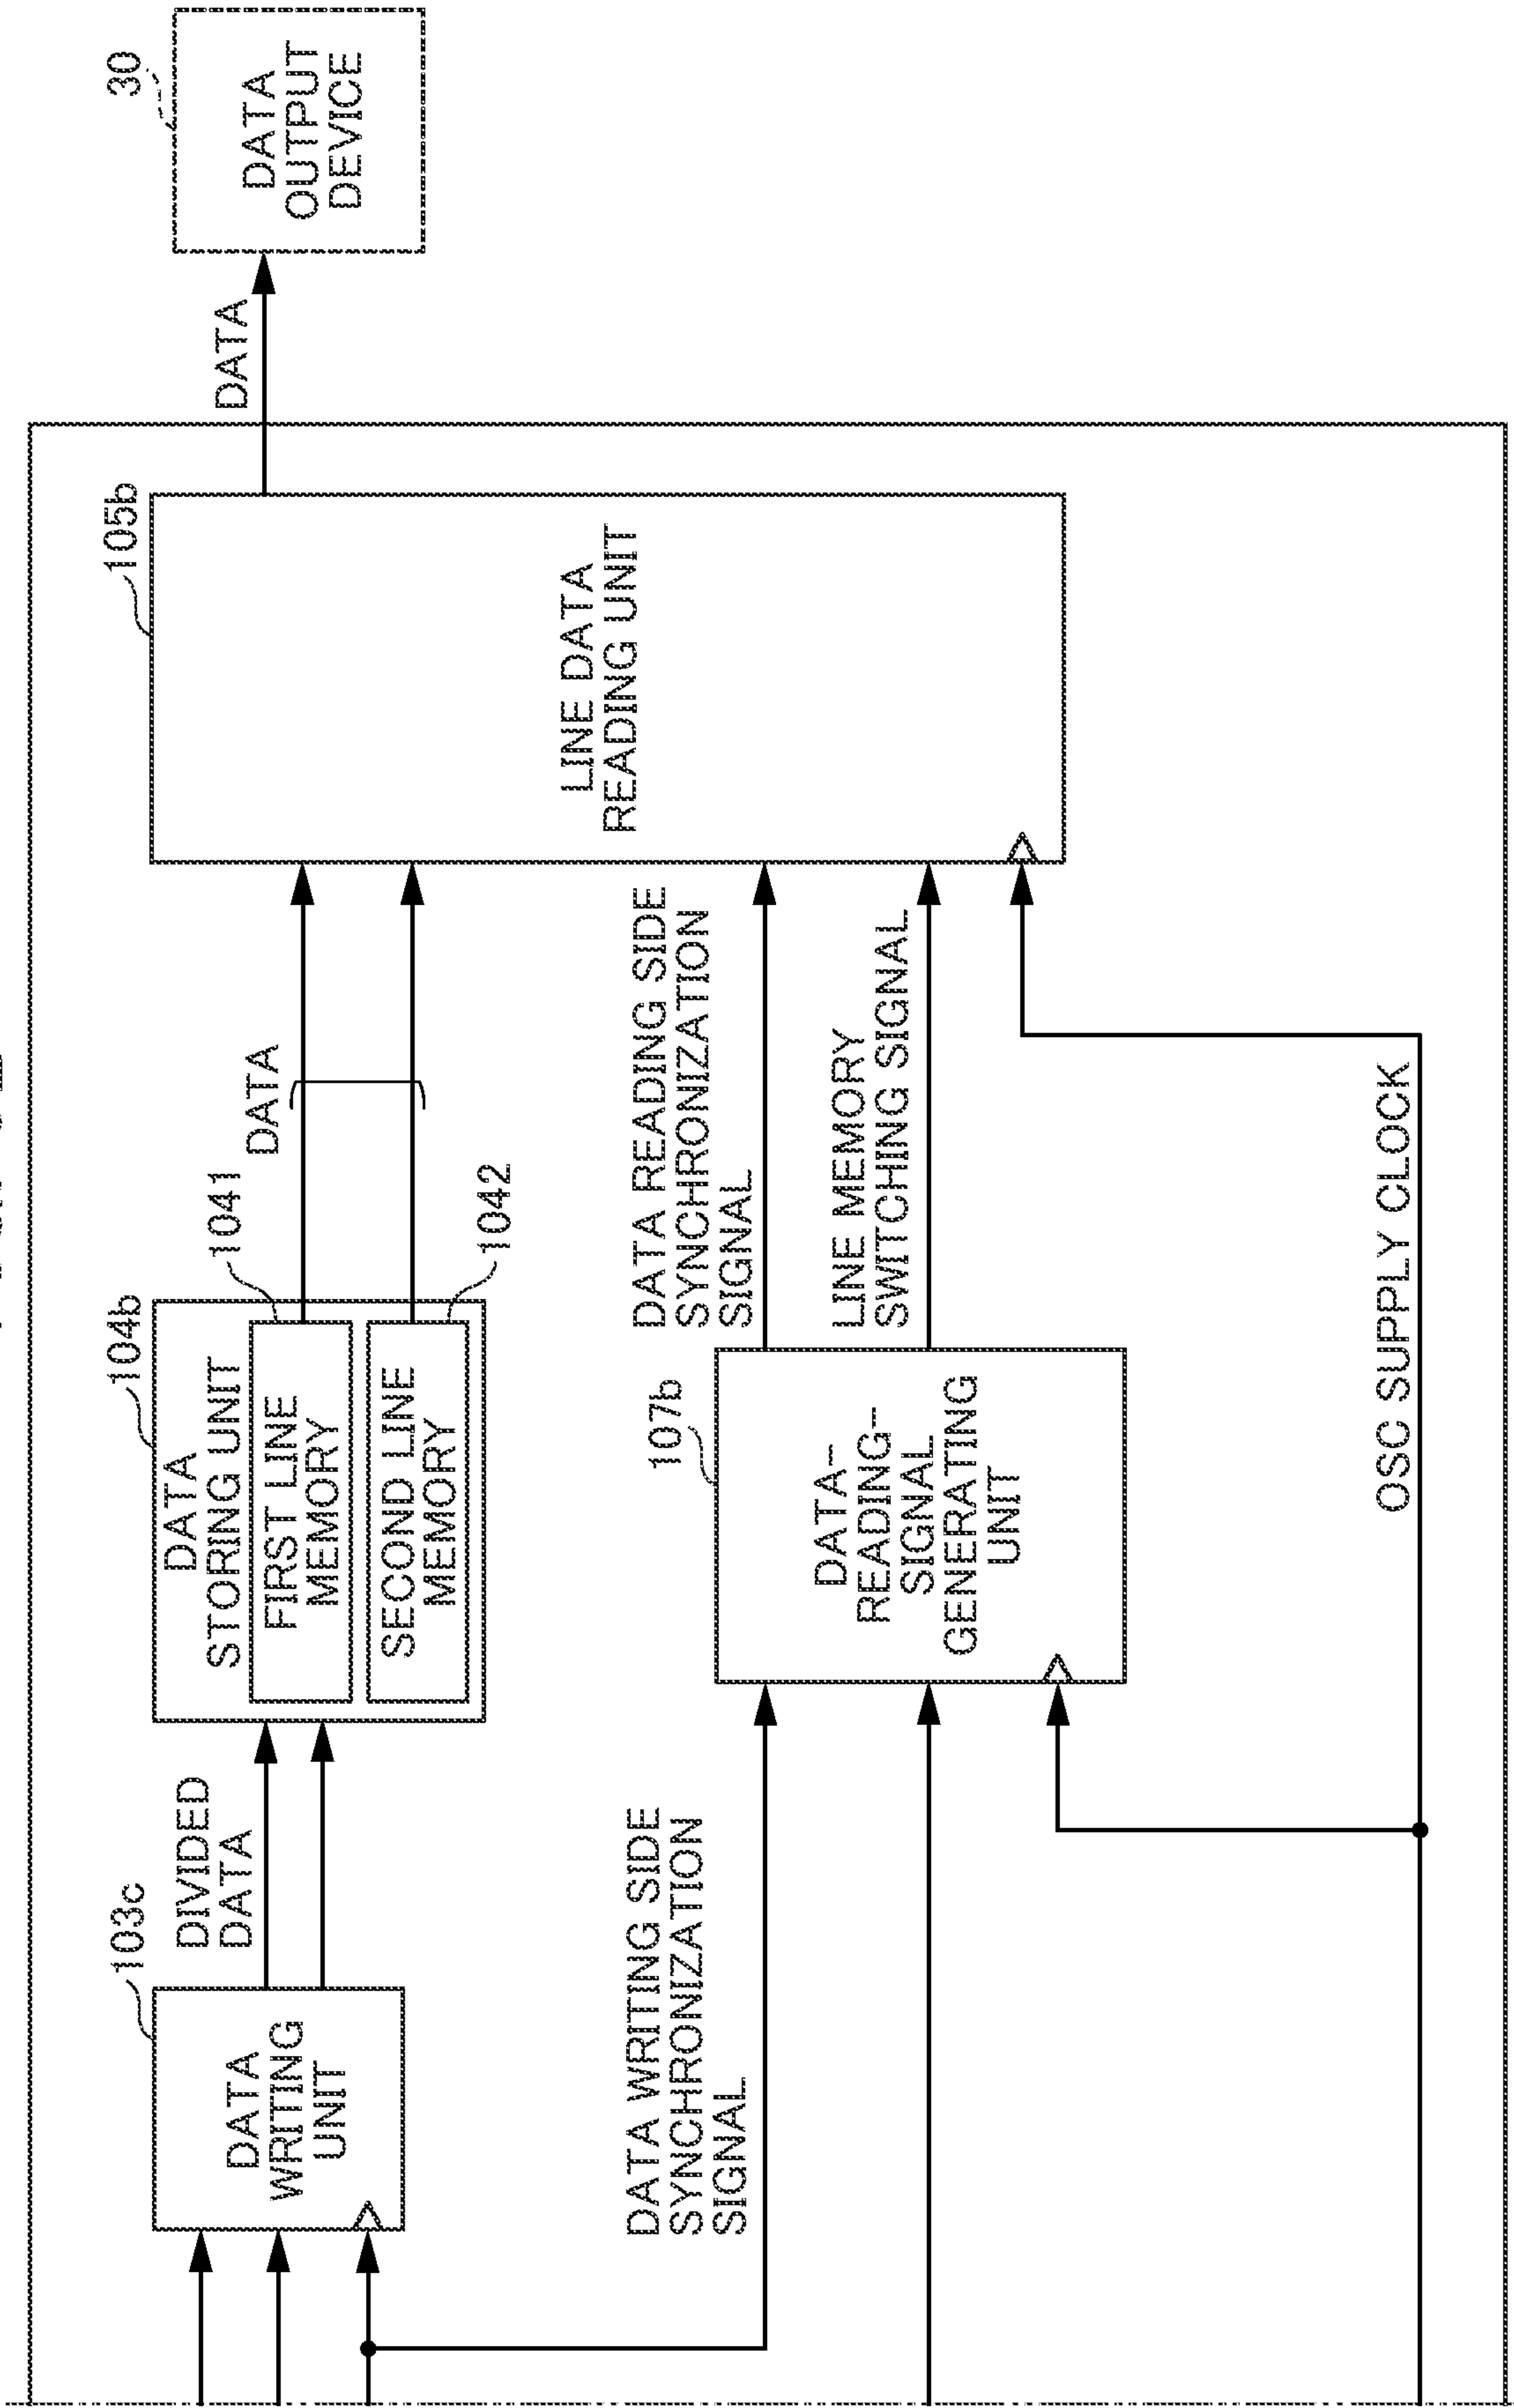 103c
DATA
WRITING
UNIT
DIVIDED
DATA
104b
DATA
STORING UNIT
FIRST LINE
MEMORY
SECOND LINE
MEMORY
1041
1042
DATA
105b
LINE DATA
READING UNIT
DATA
30
DATA
OUTPUT
DEVICE
DATA WRITING SIDE
SYNCHRONIZATION
SIGNAL
107b
DATA-
READING-
SIGNAL
GENERATING
UNIT
DATA READING SIDE
SYNCHRONIZATION
SIGNAL
LINE MEMORY
SWITCHING SIGNAL
OSC SUPPLY CLOCK